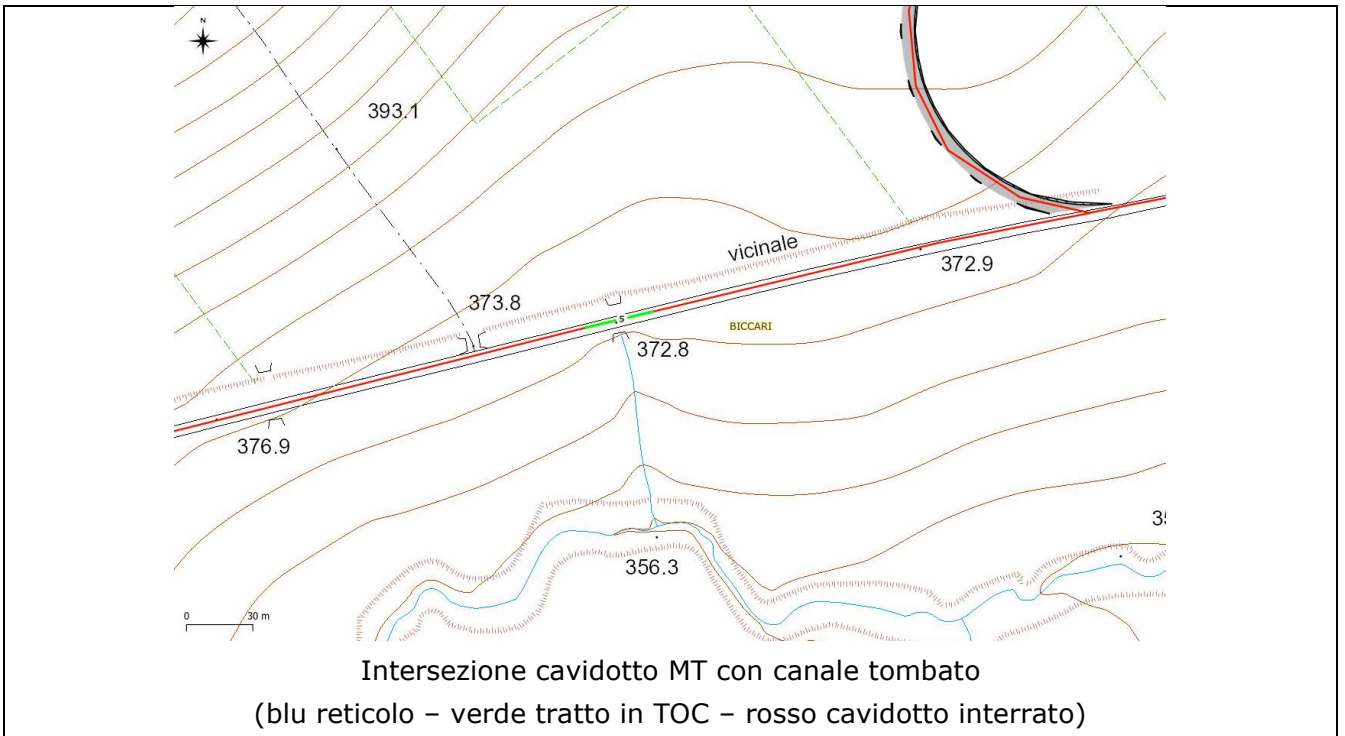 N
393.1
vicinale
372.9
373.8
5
BICCARI
372.8
376.9
35
356.3
0 30 m
Intersezione cavidotto MT con canale tombato
(blu reticolo – verde tratto in TOC – rosso cavidotto interrato)